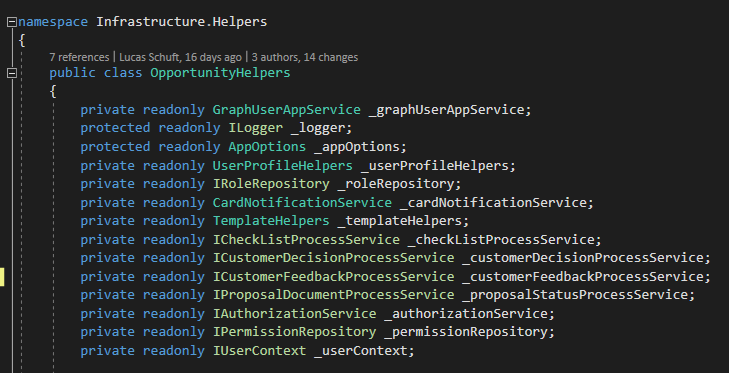 namespace Infrastructure.Helpers
{
7 references | Lucas Schuft, 16 days ago | 3 authors, 14 changes
public class OpportunityHelpers
{
private readonly GraphUserAppService _graphUserAppService;
protected readonly ILogger _logger;
protected readonly AppOptions _appOptions;
private readonly UserProfileHelpers _userProfileHelpers;
private readonly IRoleRepository _roleRepository;
private readonly CardNotificationService _cardNotificationService;
private readonly TemplateHelpers _templateHelpers;
private readonly ICheckListProcessService _checkListProcessService;
private readonly ICustomerDecisionProcessService _customerDecisionProcessService;
private readonly ICustomerFeedbackProcessService _customerFeedbackProcessService;
private readonly IProposalDocumentProcessService _proposalStatusProcessService;
private readonly IAuthorizationService _authorizationService;
private readonly IPermissionRepository _permissionRepository;
private readonly IUserContext _userContext;